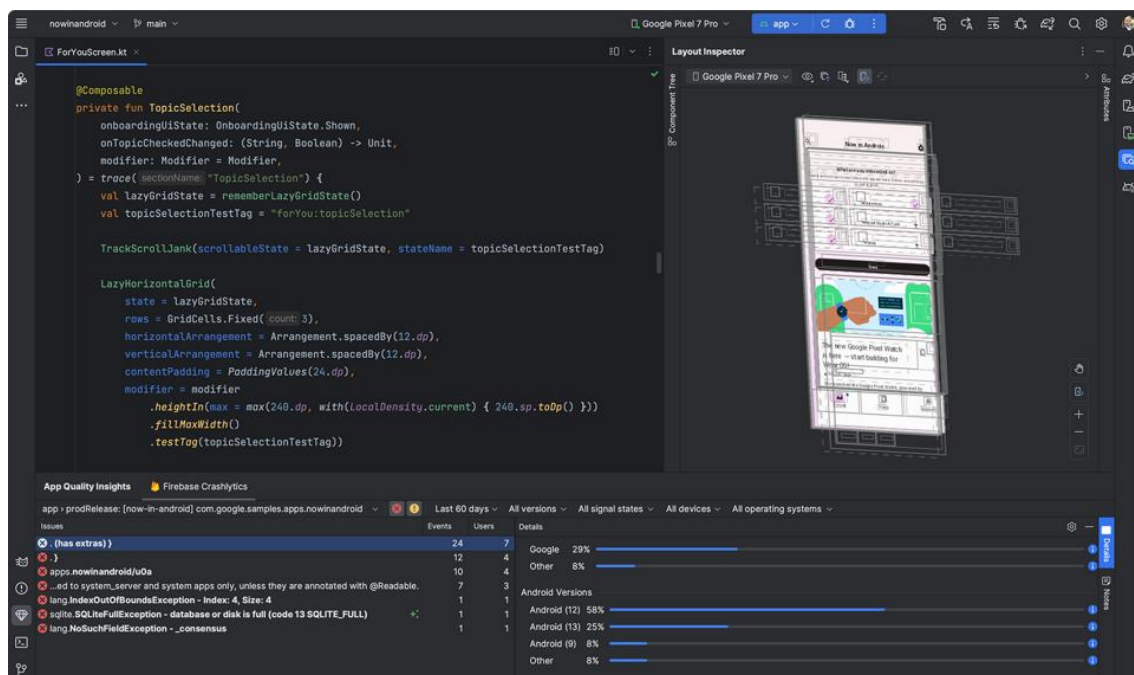 nowinandroid
main
Google Pixel 7 Pro
app
ForYouScreen.kt
@Composable
private fun TopicSelection(
onboardingUiState: OnboardingUiState.Shown,
onTopicCheckedChanged: (String, Boolean) -> Unit,
modifier: Modifier = Modifier,
) = trace( sectionName: "TopicSelection") {
val lazyGridState = rememberLazyGridState()
val topicSelectionTestTag = "forYou:topicSelection"
TrackScrollJank(scrollableState = lazyGridState, stateName = topicSelectionTestTag)
LazyHorizontalGrid(
state = lazyGridState,
rows = GridCells.Fixed( count: 3),
horizontalArrangement = Arrangement.spacedBy(12.dp),
verticalArrangement = Arrangement.spacedBy(12.dp),
contentPadding = PaddingValues(24.dp),
modifier = modifier
.heightIn(max = max(240.dp, with(LocalDensity.current) { 240.sp.toDp() }))
.fillMaxWidth()
.testTag(topicSelectionTestTag))
Layout Inspector
Google Pixel 7 Pro
Component Tree
Attributes
Now in Android
What are you interested in?
The new Google Pixel Watch
is here — start building for
Wear OS!
App Quality Insights
Firebase Crashlytics
app › prodRelease: [now-in-android] com.google.samples.apps.nowinandroid
Last 60 days
All versions
All signal states
All devices
All operating systems
Issues Events Users
. (has extras) } 24 7
. } 12 4
apps.nowinandroid/u0a 10 4
...ed to system_server and system apps only, unless they are annotated with @Readable. 7 3
lang.IndexOutOfBoundsException - Index: 4, Size: 4 1 1
sqlite.SQLiteFullException - database or disk is full (code 13 SQLITE_FULL) 1 1
lang.NoSuchFieldException - _consensus 1 1
Details
Google 29%
Other 8%
Android Versions
Android (12) 58%
Android (13) 25%
Android (9) 8%
Other 8%
Details
Notes